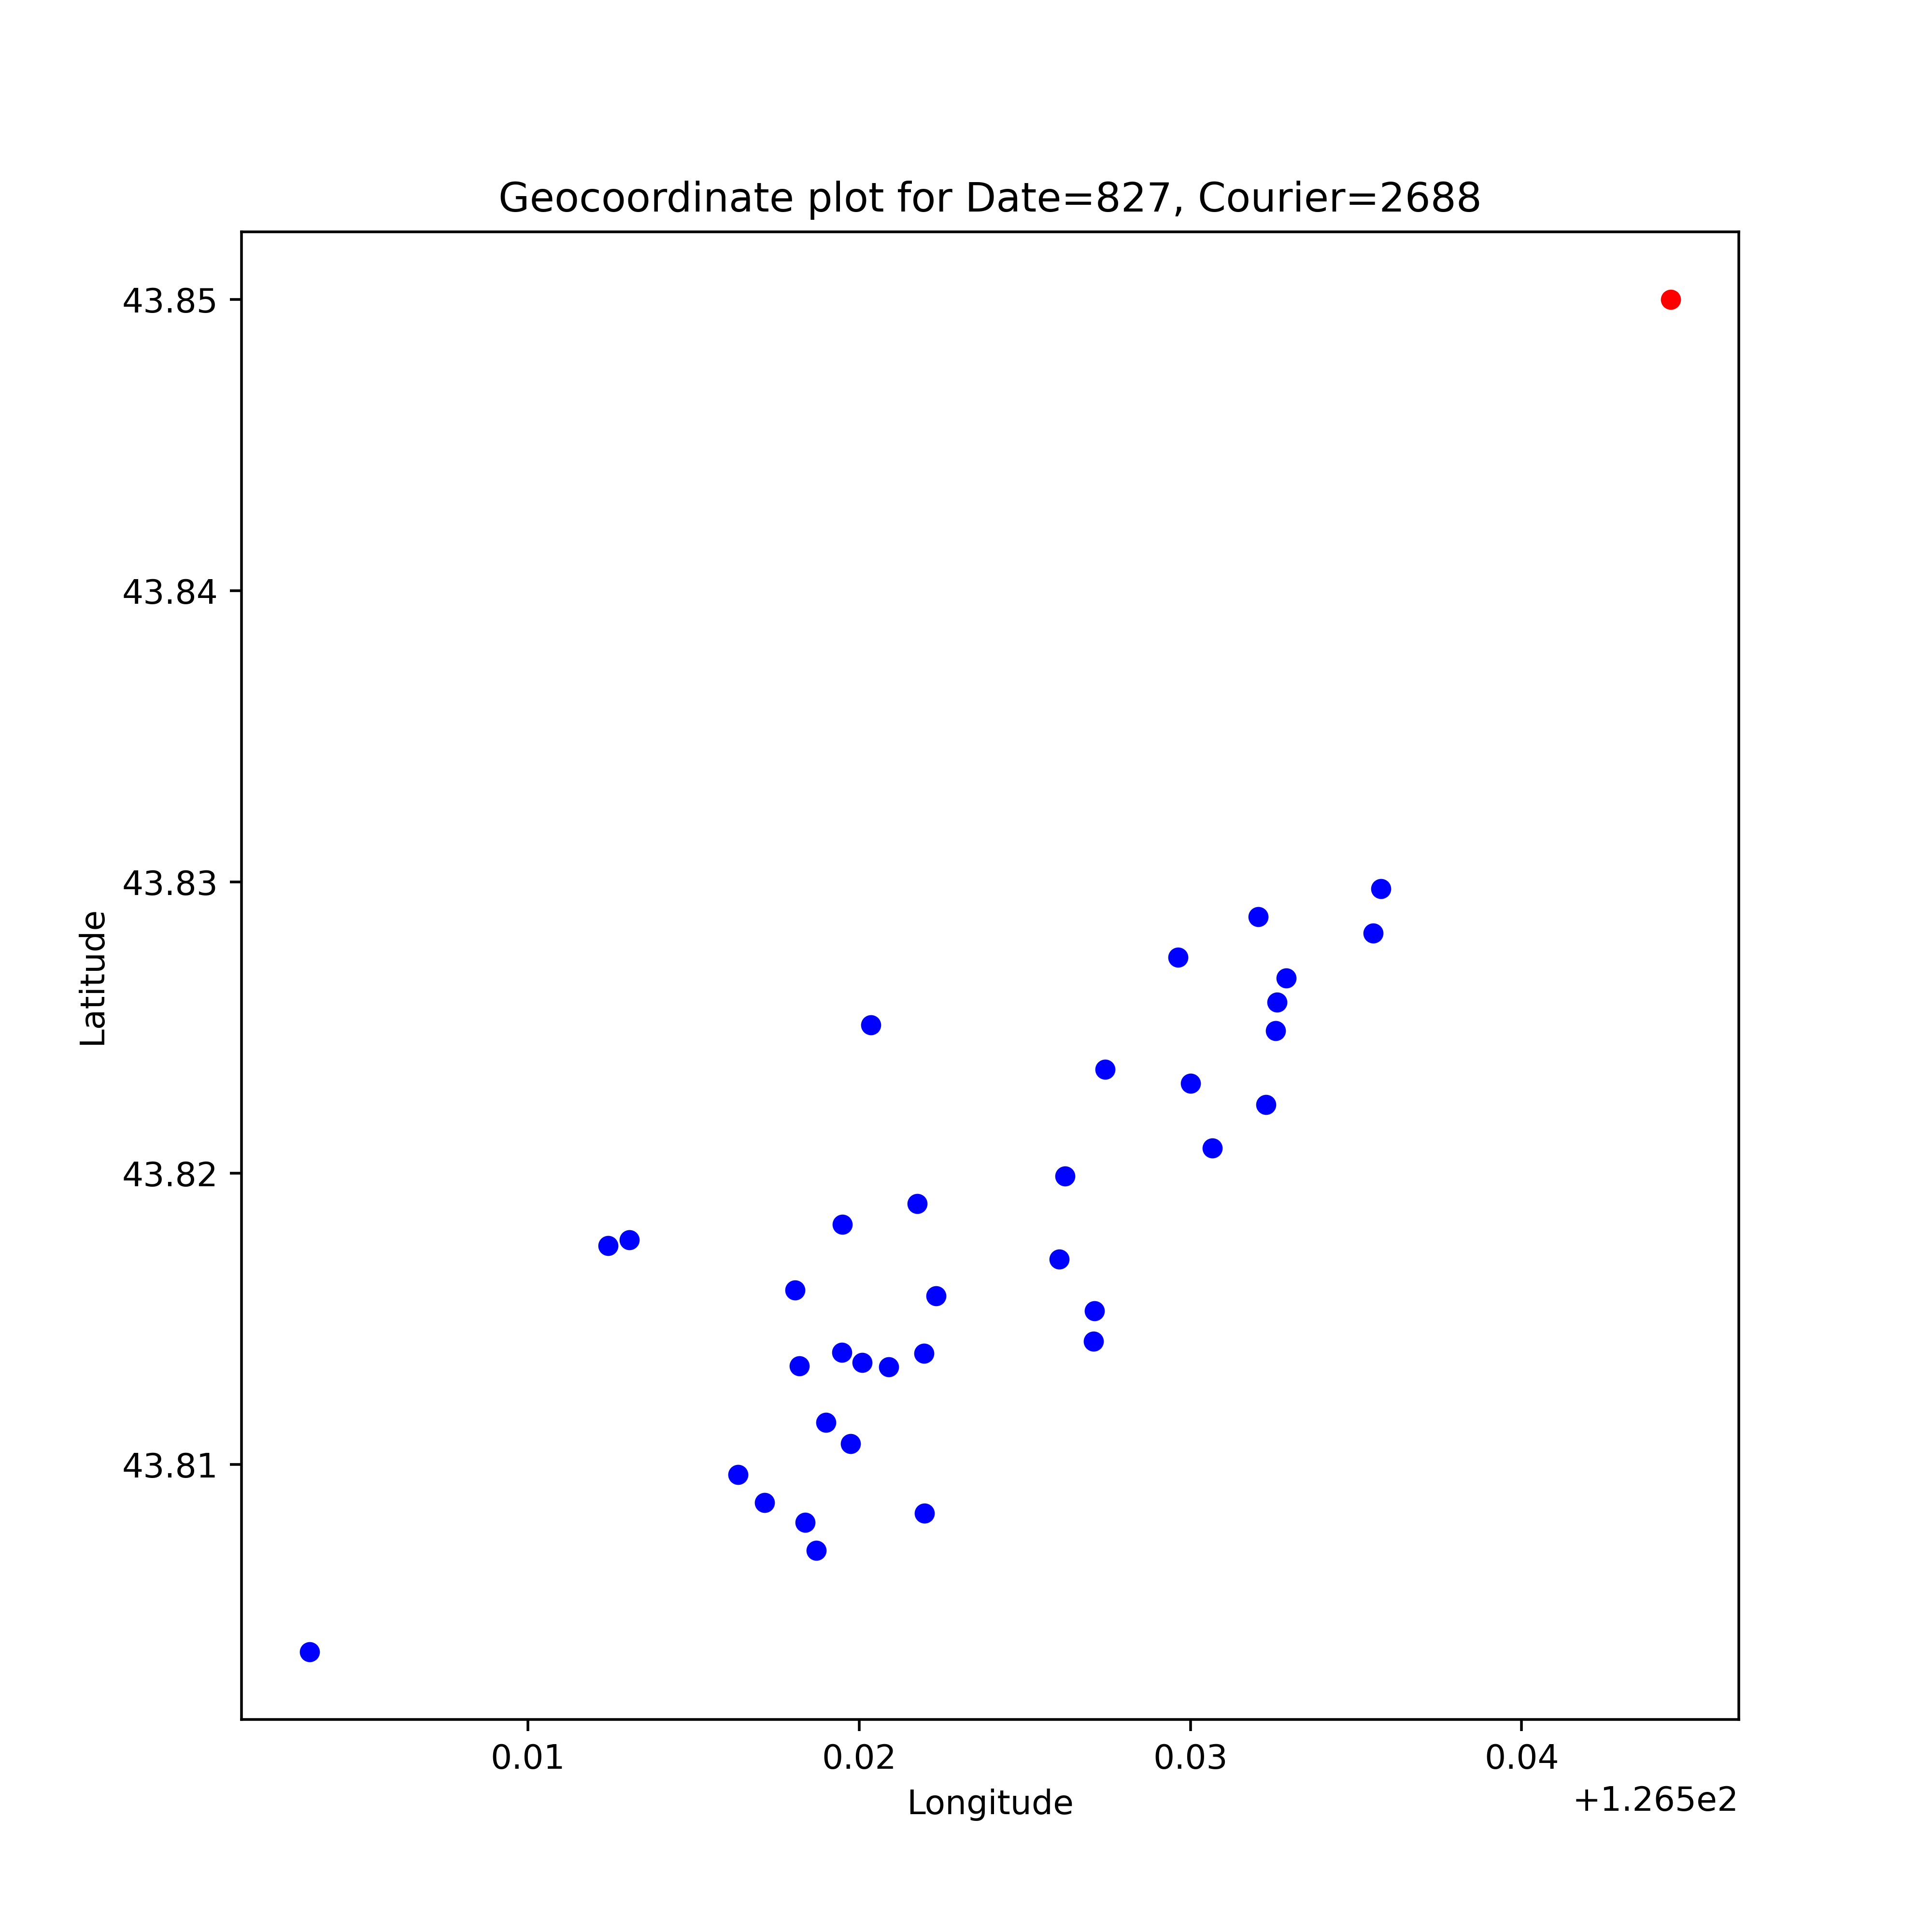 Geocoordinate plot for Date=827, Courier=2688
43.85
43.84
43.83
43.82
43.81
Latitude
0.01
0.02
0.03
0.04
+1.265e2
Longitude